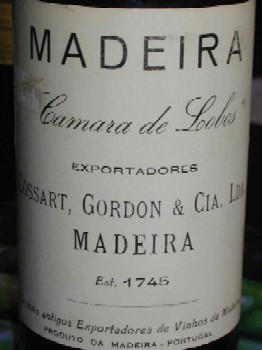 MADEIRA
"Camara de Lobos"
EXPORTADORES
COSSART, GORDON & CIA. LDA.
MADEIRA
Est. 1745
mais antigos Exportadores de Vinhos da Madeira
PRODUTO DA MADEIRA-PORTUGAL